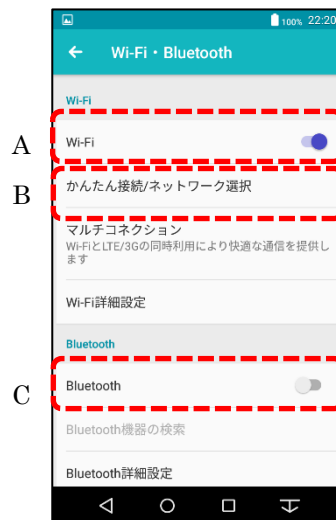 100% 22:20
Wi-Fi・Bluetooth
Wi-Fi
A
Wi-Fi
B
かんたん接続/ネットワーク選択
マルチコネクション
Wi-FiとLTE/3Gの同時利用により快適な通信を提供し
ます
Wi-Fi詳細設定
Bluetooth
C
Bluetooth
Bluetooth機器の検索
Bluetooth詳細設定